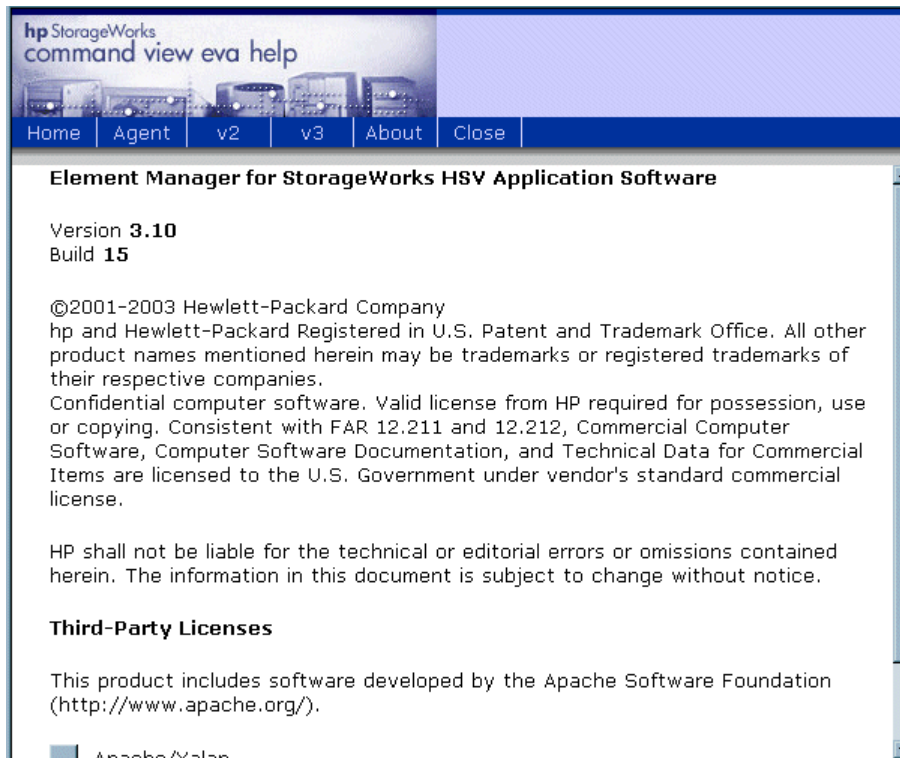 hp StorageWorks
command view eva help
Home Agent v2 v3 About Close
Element Manager for StorageWorks HSV Application Software
Version 3.10
Build 15
©2001-2003 Hewlett-Packard Company
hp and Hewlett-Packard Registered in U.S. Patent and Trademark Office. All other
product names mentioned herein may be trademarks or registered trademarks of
their respective companies.
Confidential computer software. Valid license from HP required for possession, use
or copying. Consistent with FAR 12.211 and 12.212, Commercial Computer
Software, Computer Software Documentation, and Technical Data for Commercial
Items are licensed to the U.S. Government under vendor's standard commercial
license.
HP shall not be liable for the technical or editorial errors or omissions contained
herein. The information in this document is subject to change without notice.
Third-Party Licenses
This product includes software developed by the Apache Software Foundation
(http://www.apache.org/).
Apache/Xalan